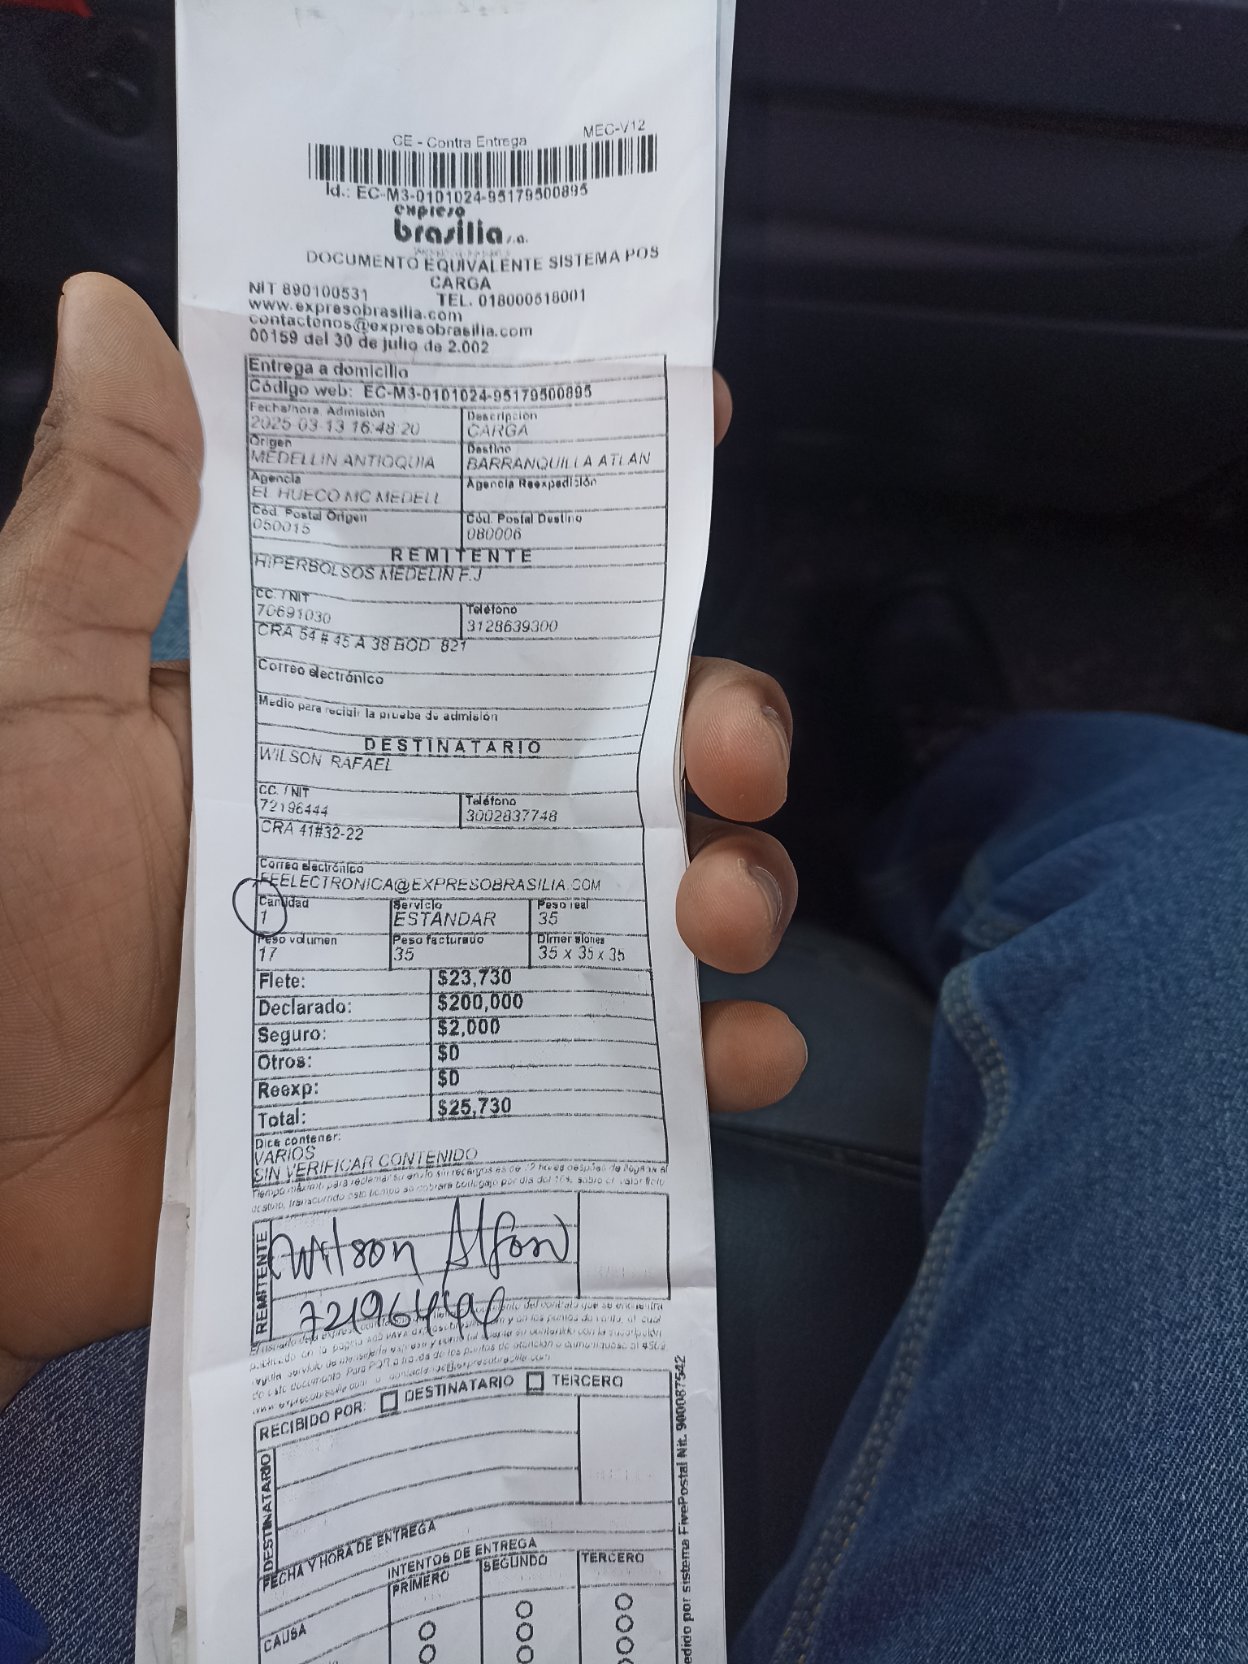 CE - Contra Entrega
MEC-V12
Id.: EC-M3-0101024-95179500895
expreso
brasilia s.a.
DOCUMENTO EQUIVALENTE SISTEMA POS
CARGA
NIT 890100531 TEL. 018000518001
www.expresobrasilia.com
contactenos@expresobrasilia.com
00159 del 30 de julio de 2.002
Entrega a domicilio
Código web: EC-M3-0101024-95179500895
Fecha/hora. Admisión Descripción
2025-03-13 16:48:20 CARGA
Origen Destino
MEDELLIN ANTIOQUIA BARRANQUILLA ATLAN
Agencia Agencia Reexpedición
EL HUECO MC MEDELL
Cód. Postal Origen Cód. Postal Destino
050015 080006
REMITENTE
HIPERBOLSOS MEDELIN F.J
CC. / NIT Teléfono
70691030 3128639300
CRA 54 # 45 A 38 BOD 821
Correo electrónico
Medio para recibir la prueba de admisión
DESTINATARIO
WILSON RAFAEL
CC. / NIT Teléfono
72196444 3002837748
CRA 41#32-22
Correo electrónico
FEELECTRONICA@EXPRESOBRASILIA.COM
Cantidad Servicio Peso real
1 ESTANDAR 35
Peso volumen Peso facturado Dimensiones
17 35 35 x 35 x 35
Flete: $23,730
Declarado: $200,000
Seguro: $2,000
Otros: $0
Reexp: $0
Total: $25,730
Dice contener:
VARIOS
SIN VERIFICAR CONTENIDO
REMITENTE
Wilson Alfonso
72196444
RECIBIDO POR: DESTINATARIO TERCERO
DESTINATARIO
FECHA Y HORA DE ENTREGA
INTENTOS DE ENTREGA
PRIMERO SEGUNDO TERCERO
CAUSA
edido por sistema FivePostal Nit. 900087542